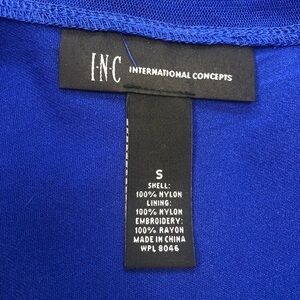 I.N.C INTERNATIONAL CONCEPTS
S
SHELL:
100% NYLON
LINING:
100% NYLON
EMBROIDERY:
100% RAYON
MADE IN CHINA
WPL 8046